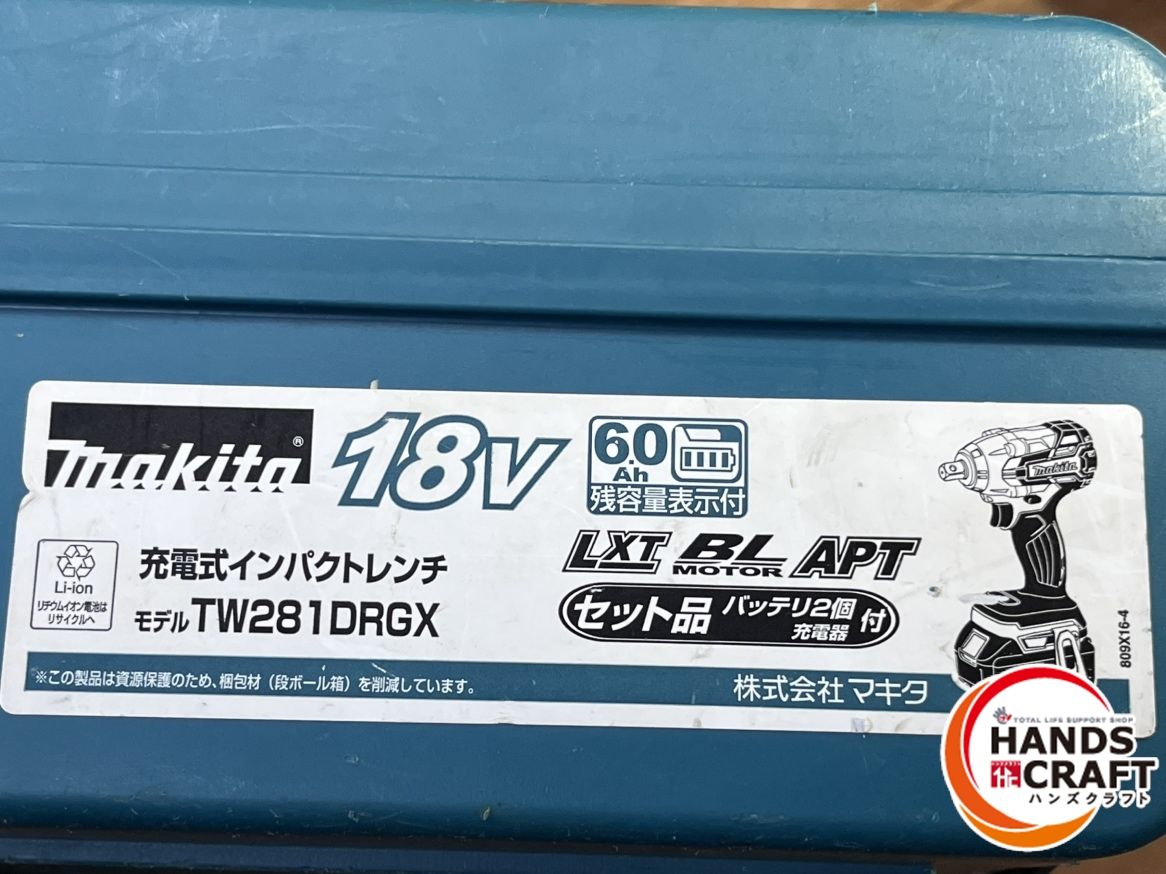 makita®
18V
6.0
Ah
残容量表示付
makita
Li-ion
リチウムイオン電池は
リサイクルへ
充電式インパクトレンチ
モデル TW281DRGX
LXT BL MOTOR APT
セット品 バッテリ2個 充電器 付
809X16-4
※この製品は資源保護のため、梱包材（段ボール箱）を削減しています。
株式会社 マキタ
TOTAL LIFE SUPPORT SHOP
HANDS
CRAFT
ハンズクラフト